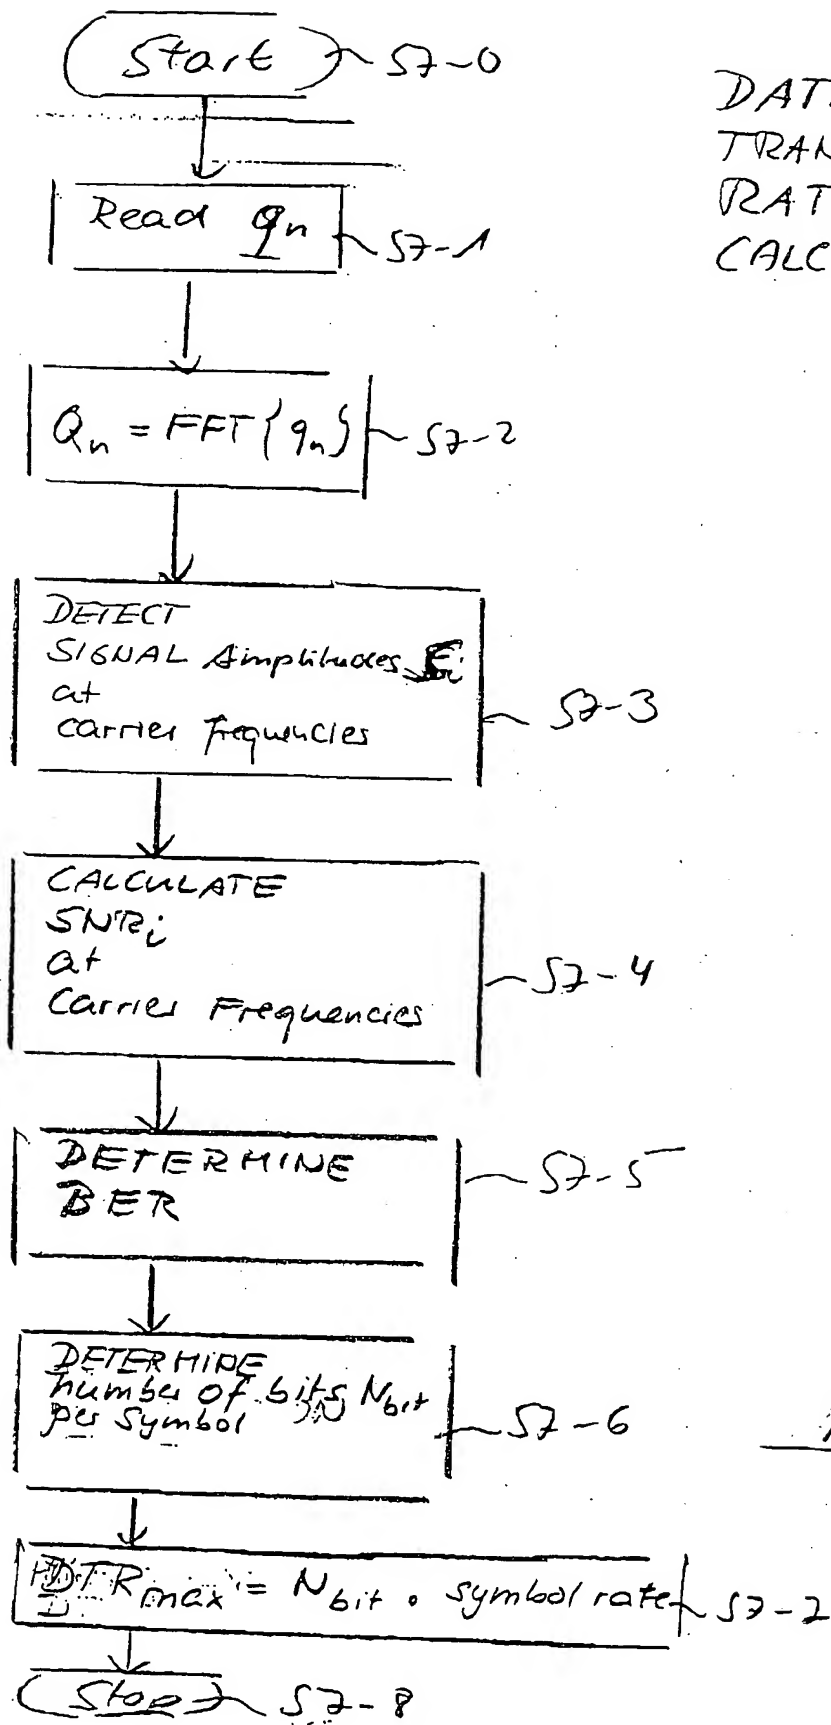 Start S7-0
DAT
TRAN
RAT
CALC
Read qn S7-1
Qn = FFT{qn} S7-2
DETECT
SIGNAL Amplitudes Ei
at
carrier frequencies
S7-3
CALCULATE
SNRi
at
Carrier Frequencies
S7-4
DETERMINE
BER
S7-5
DETERMINE
number of bits Nbit
per Symbol
S7-6
DTRmax = Nbit . symbol rate S7-7
Stop S7-8